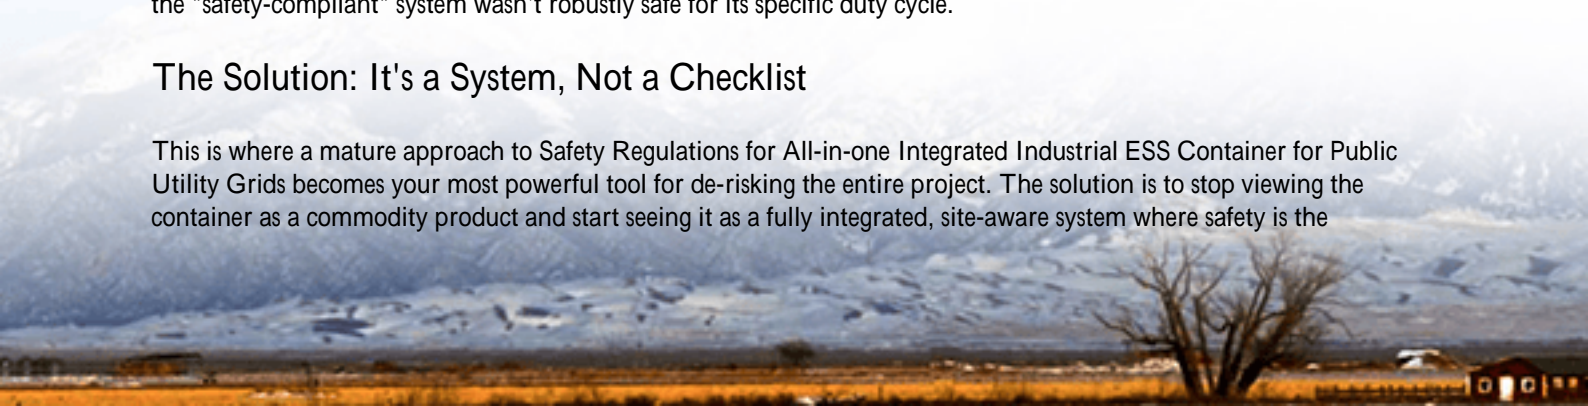 the "safety-compliant" system wasn't robustly safe for its specific duty cycle.
The Solution: It's a System, Not a Checklist
This is where a mature approach to Safety Regulations for All-in-one Integrated Industrial ESS Container for Public
Utility Grids becomes your most powerful tool for de-risking the entire project. The solution is to stop viewing the
container as a commodity product and start seeing it as a fully integrated, site-aware system where safety is the